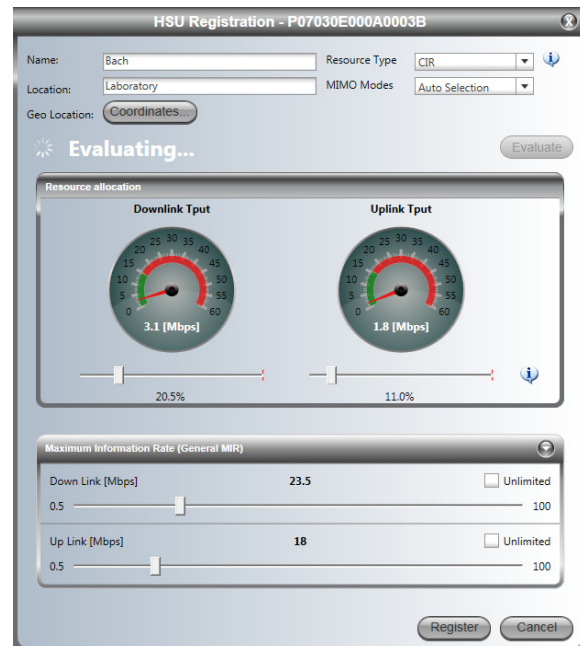 HSU Registration - P07030E000A0003B
Name: Bach Resource Type CIR
Location: Laboratory MIMO Modes Auto Selection
Geo Location: Coordinates...
Evaluating... Evaluate
Resource allocation
Downlink Tput Uplink Tput
0 5 10 15 20 25 30 35 40 45 50 55 60
3.1 [Mbps]
0 5 10 15 20 25 30 35 40 45 50 55 60
1.8 [Mbps]
20.5% 11.0%
Maximum Information Rate (General MIR)
Down Link [Mbps] 23.5 Unlimited
0.5 100
Up Link [Mbps] 18 Unlimited
0.5 100
Register Cancel